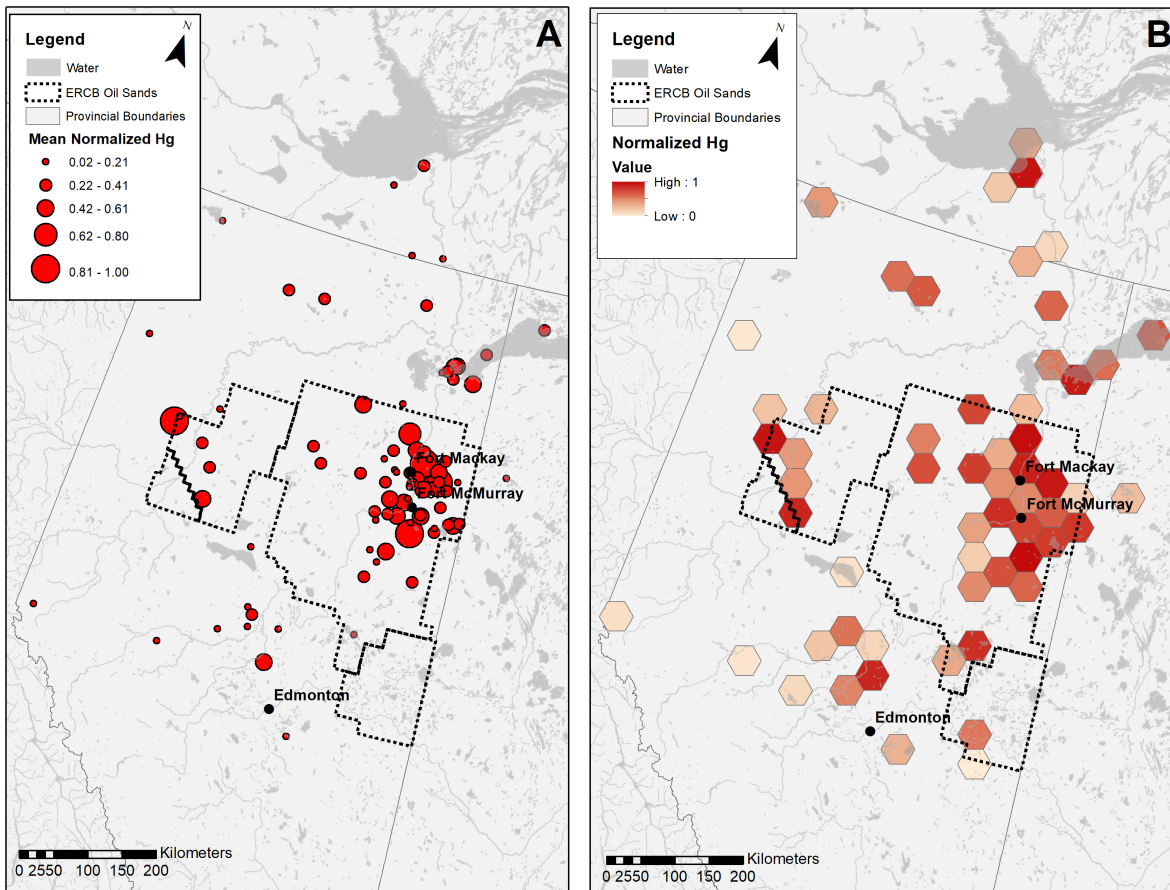 A
N
Legend
Water
ERCB Oil Sands
Provincial Boundaries
Mean Normalized Hg
0.02 - 0.21
0.22 - 0.41
0.42 - 0.61
0.62 - 0.80
0.81 - 1.00
Fort Mackay
Fort McMurray
Edmonton
Kilometers
0 2550 100 150 200
B
N
Legend
Water
ERCB Oil Sands
Provincial Boundaries
Normalized Hg
Value
High : 1
Low : 0
Fort Mackay
Fort McMurray
Edmonton
Kilometers
0 2550 100 150 200